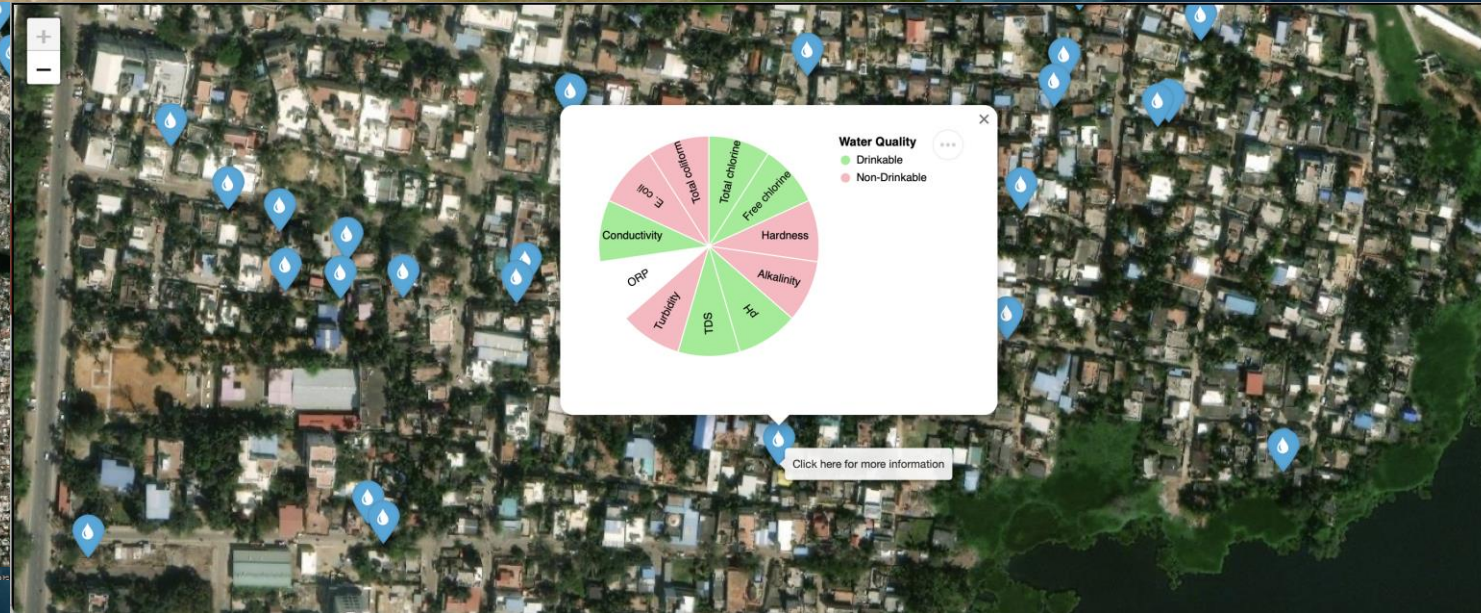 +
−
Water Quality
Drinkable
Non-Drinkable
Total coliform
Total chlorine
Free chlorine
E coli
Conductivity
Hardness
ORP
Alkalinity
Turbidity
TDS
pH
Click here for more information